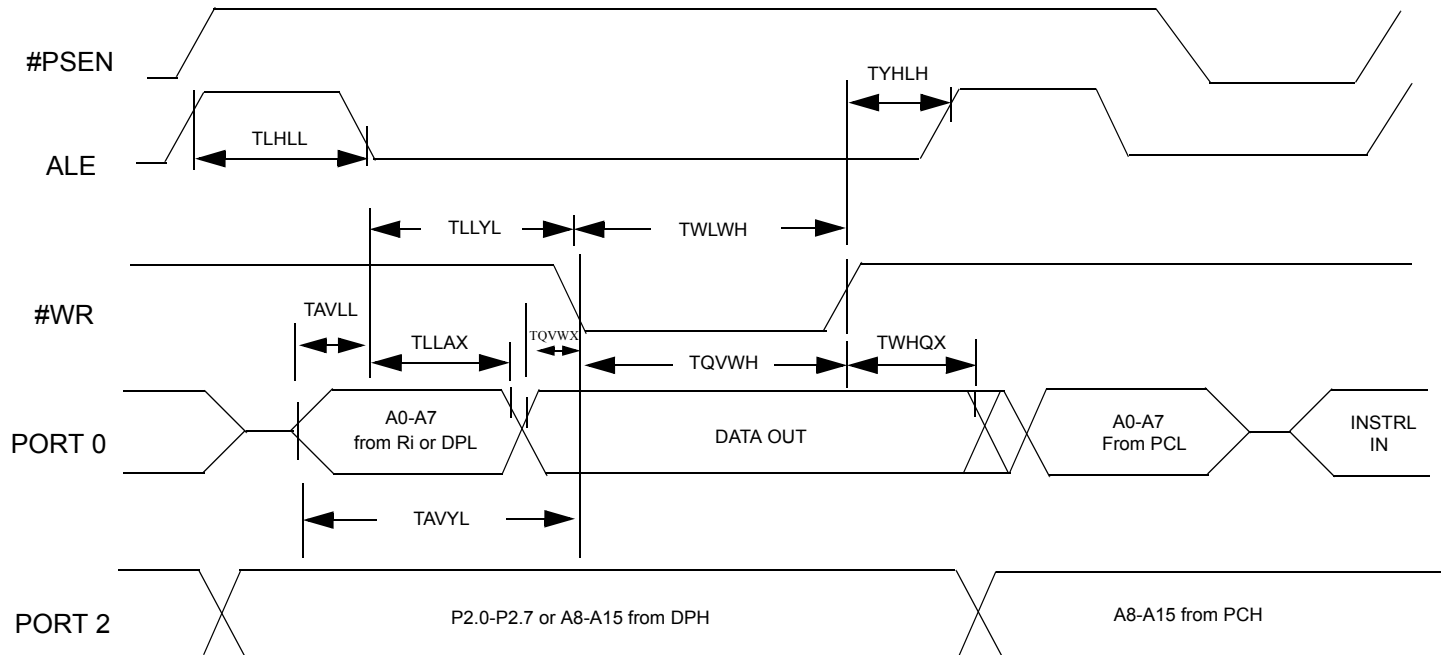 #PSEN
TYHLH
TLHLL
ALE
TLLYL
TWLWH
#WR
TAVLL
TQVWX
TLLAX
TQVWH
TWHQX
PORT 0
A0-A7
from Ri or DPL
DATA OUT
A0-A7
From PCL
INSTRL
IN
TAVYL
PORT 2
P2.0-P2.7 or A8-A15 from DPH
A8-A15 from PCH